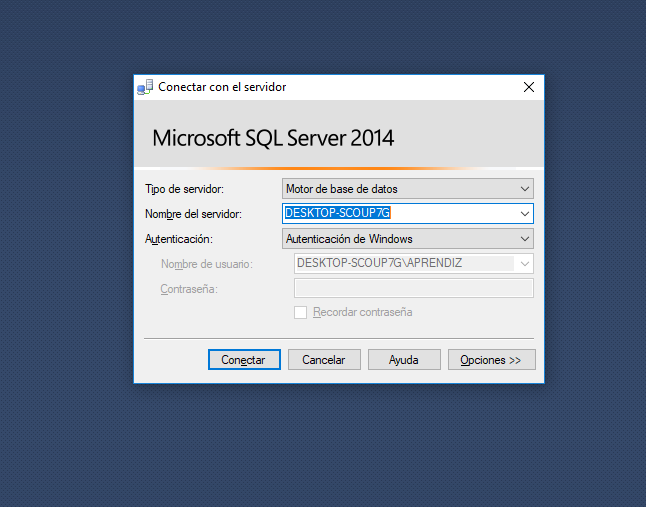 Conectar con el servidor
Microsoft SQL Server 2014
Tipo de servidor: Motor de base de datos
Nombre del servidor: DESKTOP-SCOUP7G
Autenticación: Autenticación de Windows
Nombre de usuario: DESKTOP-SCOUP7G\APRENDIZ
Contraseña:
Recordar contraseña
Conectar Cancelar Ayuda Opciones >>